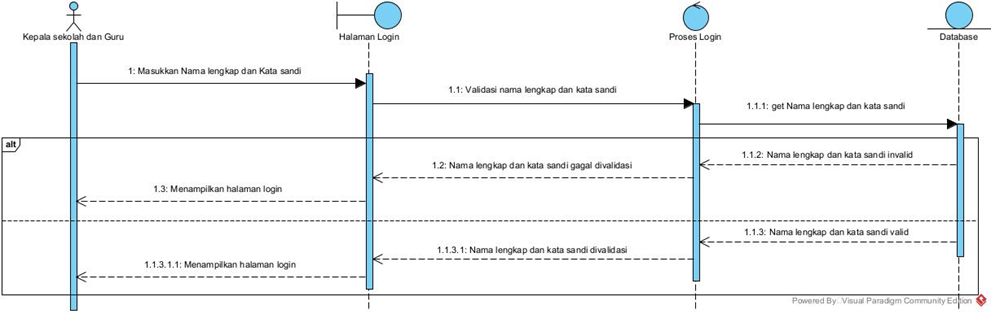 Kepala sekolah dan Guru
Halaman Login
Proses Login
Database
1: Masukkan Nama lengkap dan Kata sandi
1.1: Validasi nama lengkap dan kata sandi
1.1.1: get Nama lengkap dan kata sandi
alt
1.1.2: Nama lengkap dan kata sandi invalid
1.2: Nama lengkap dan kata sandi gagal divalidasi
1.3: Menampilkan halaman login
1.1.3: Nama lengkap dan kata sandi valid
1.1.3.1: Nama lengkap dan kata sandi divalidasi
1.1.3.1.1: Menampilkan halaman login
Powered By: Visual Paradigm Community Edition